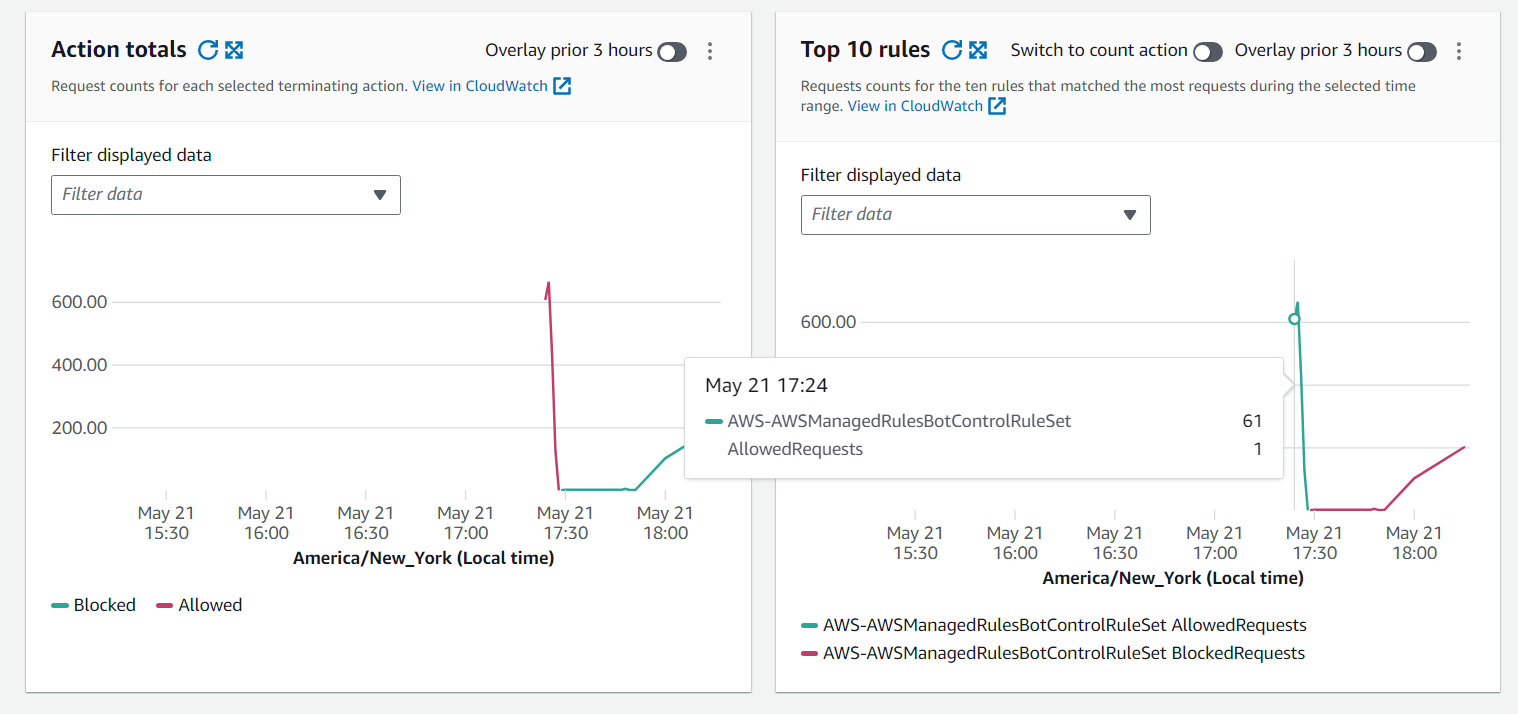 Action totals
Overlay prior 3 hours
Request counts for each selected terminating action. View in CloudWatch
Filter displayed data
Filter data
600.00
400.00
200.00
May 21 May 21 May 21 May 21 May 21 May 21
15:30 16:00 16:30 17:00 17:30 18:00
America/New_York (Local time)
Blocked Allowed
Top 10 rules
Switch to count action Overlay prior 3 hours
Requests counts for the ten rules that matched the most requests during the selected time
range. View in CloudWatch
Filter displayed data
Filter data
600.00
May 21 17:24
AWS-AWSManagedRulesBotControlRuleSet 61
AllowedRequests 1
May 21 May 21 May 21 May 21 May 21 May 21
15:30 16:00 16:30 17:00 17:30 18:00
America/New_York (Local time)
AWS-AWSManagedRulesBotControlRuleSet AllowedRequests
AWS-AWSManagedRulesBotControlRuleSet BlockedRequests